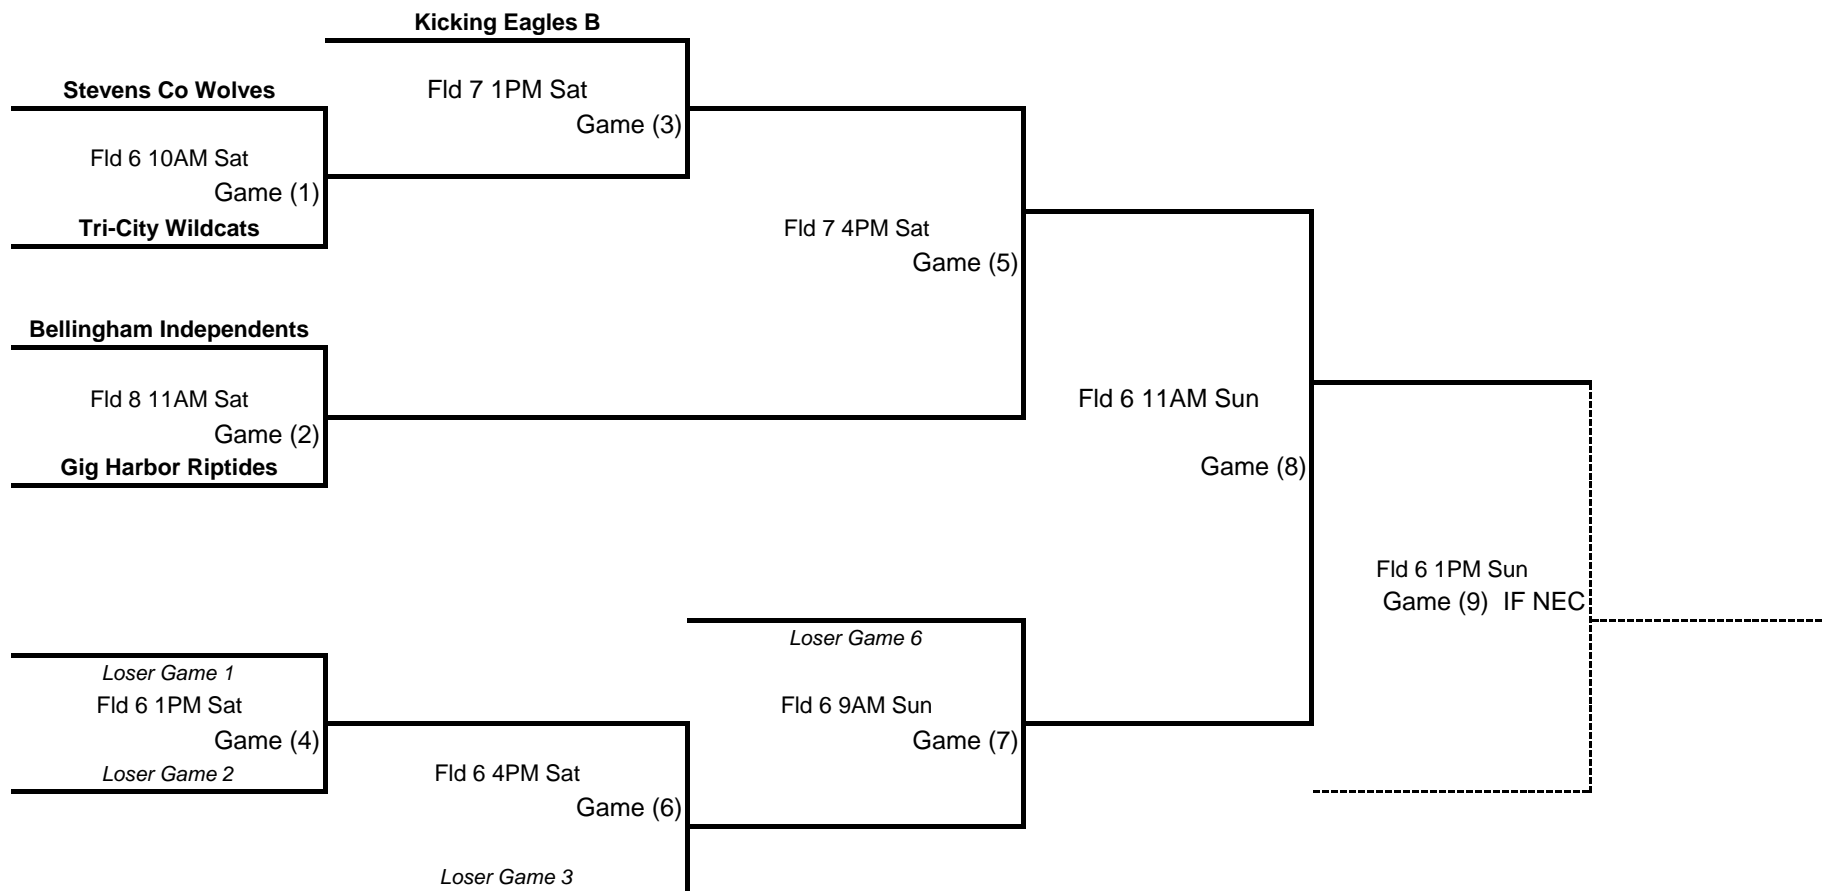 Kicking Eagles B
Stevens Co Wolves
Fld 7 1PM Sat
Game (3)
Fld 6 10AM Sat
Game (1)
Tri-City Wildcats
Fld 7 4PM Sat
Game (5)
Bellingham Independents
Fld 8 11AM Sat
Game (2)
Gig Harbor Riptides
Fld 6 11AM Sun
Game (8)
Fld 6 1PM Sun
Game (9) IF NEC
Loser Game 6
Loser Game 1
Fld 6 1PM Sat
Game (4)
Loser Game 2
Fld 6 9AM Sun
Game (7)
Fld 6 4PM Sat
Game (6)
Loser Game 3